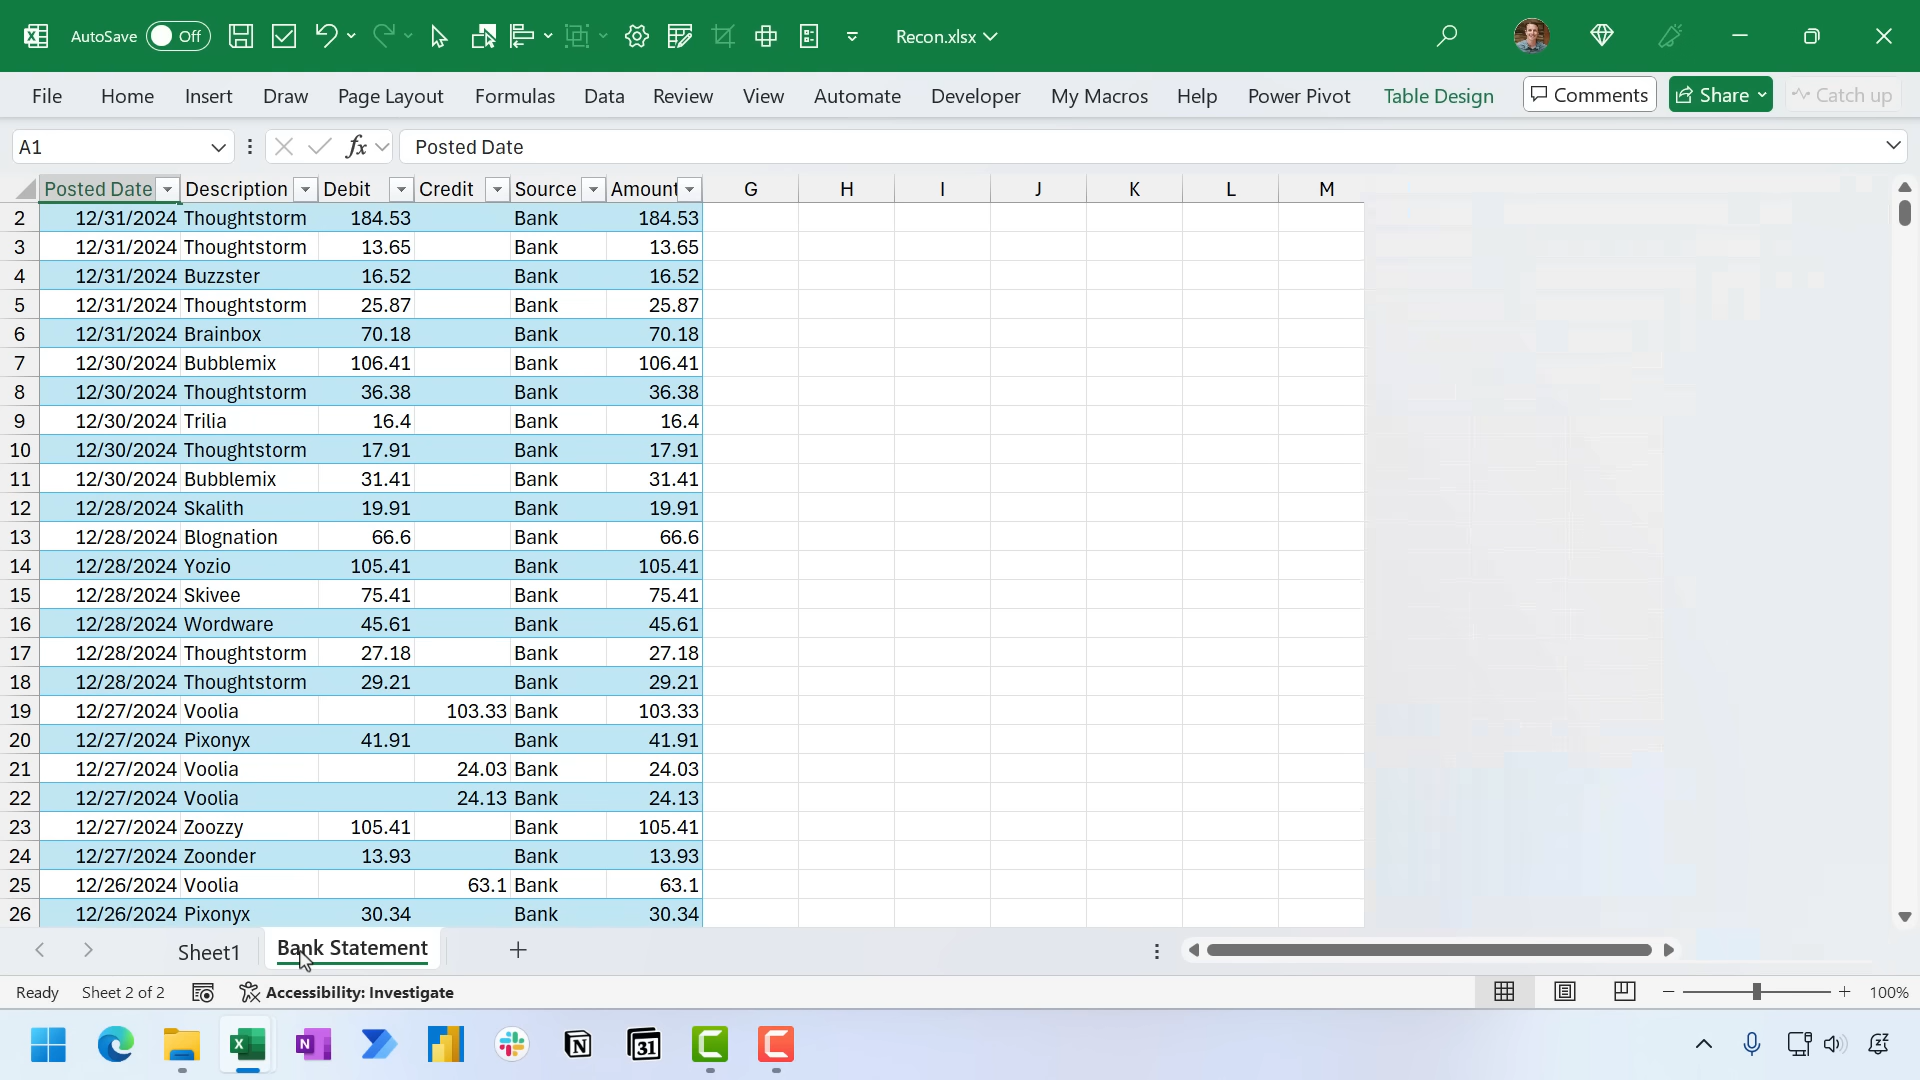 AutoSave Off Recon.xlsx
File Home Insert Draw Page Layout Formulas Data Review View Automate Developer My Macros Help Power Pivot Table Design Comments Share Catch up
A1 fx Posted Date
Posted Date Description Debit Credit Source Amount G H I J K L M
2 12/31/2024 Thoughtstorm 184.53 Bank 184.53
3 12/31/2024 Thoughtstorm 13.65 Bank 13.65
4 12/31/2024 Buzzster 16.52 Bank 16.52
5 12/31/2024 Thoughtstorm 25.87 Bank 25.87
6 12/31/2024 Brainbox 70.18 Bank 70.18
7 12/30/2024 Bubblemix 106.41 Bank 106.41
8 12/30/2024 Thoughtstorm 36.38 Bank 36.38
9 12/30/2024 Trilia 16.4 Bank 16.4
10 12/30/2024 Thoughtstorm 17.91 Bank 17.91
11 12/30/2024 Bubblemix 31.41 Bank 31.41
12 12/28/2024 Skalith 19.91 Bank 19.91
13 12/28/2024 Blognation 66.6 Bank 66.6
14 12/28/2024 Yozio 105.41 Bank 105.41
15 12/28/2024 Skivee 75.41 Bank 75.41
16 12/28/2024 Wordware 45.61 Bank 45.61
17 12/28/2024 Thoughtstorm 27.18 Bank 27.18
18 12/28/2024 Thoughtstorm 29.21 Bank 29.21
19 12/27/2024 Voolia 103.33 Bank 103.33
20 12/27/2024 Pixonyx 41.91 Bank 41.91
21 12/27/2024 Voolia 24.03 Bank 24.03
22 12/27/2024 Voolia 24.13 Bank 24.13
23 12/27/2024 Zoozzy 105.41 Bank 105.41
24 12/27/2024 Zoonder 13.93 Bank 13.93
25 12/26/2024 Voolia 63.1 Bank 63.1
26 12/26/2024 Pixonyx 30.34 Bank 30.34
Sheet1 Bank Statement
Ready Sheet 2 of 2 Accessibility: Investigate 100%
N N 31 C C